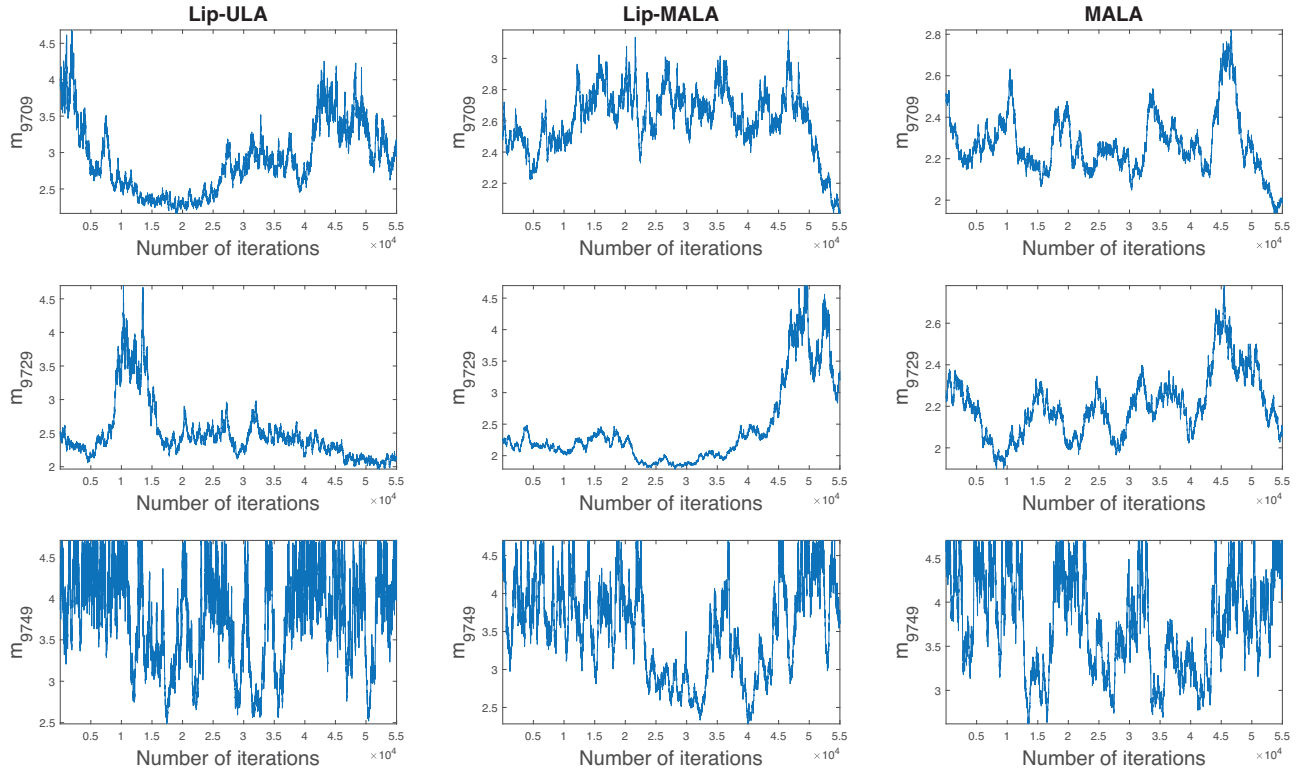 Lip-ULA Lip-MALA MALA
4.5 4 3.5 3 2.5
m_9709
0.5 1 1.5 2 2.5 3 3.5 4 4.5 5 5.5
Number of iterations ×10^4
3 2.8 2.6 2.4 2.2
m_9709
0.5 1 1.5 2 2.5 3 3.5 4 4.5 5 5.5
Number of iterations ×10^4
2.8 2.6 2.4 2.2 2
m_9709
0.5 1 1.5 2 2.5 3 3.5 4 4.5 5 5.5
Number of iterations ×10^4
4.5 4 3.5 3 2.5 2
m_9729
0.5 1 1.5 2 2.5 3 3.5 4 4.5 5 5.5
Number of iterations ×10^4
4.5 4 3.5 3 2.5 2
m_9729
0.5 1 1.5 2 2.5 3 3.5 4 4.5 5 5.5
Number of iterations ×10^4
2.6 2.4 2.2 2
m_9729
0.5 1 1.5 2 2.5 3 3.5 4 4.5 5 5.5
Number of iterations ×10^4
4.5 4 3.5 3 2.5
m_9749
0.5 1 1.5 2 2.5 3 3.5 4 4.5 5 5.5
Number of iterations ×10^4
4.5 4 3.5 3 2.5
m_9749
0.5 1 1.5 2 2.5 3 3.5 4 4.5 5 5.5
Number of iterations ×10^4
4.5 4 3.5 3
m_9749
0.5 1 1.5 2 2.5 3 3.5 4 4.5 5 5.5
Number of iterations ×10^4